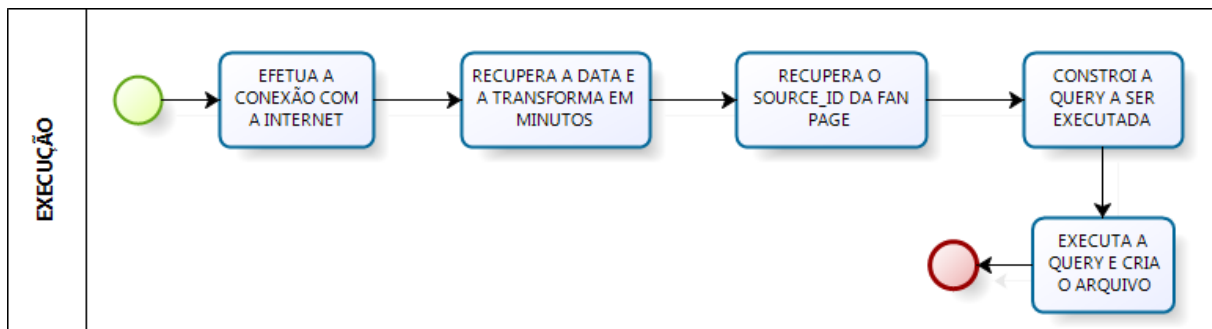 EXECUÇÃO
EFETUA A
CONEXÃO COM
A INTERNET
RECUPERA A DATA E
A TRANSFORMA EM
MINUTOS
RECUPERA O
SOURCE_ID DA FAN
PAGE
CONSTROI A
QUERY A SER
EXECUTADA
EXECUTA A
QUERY E CRIA
O ARQUIVO